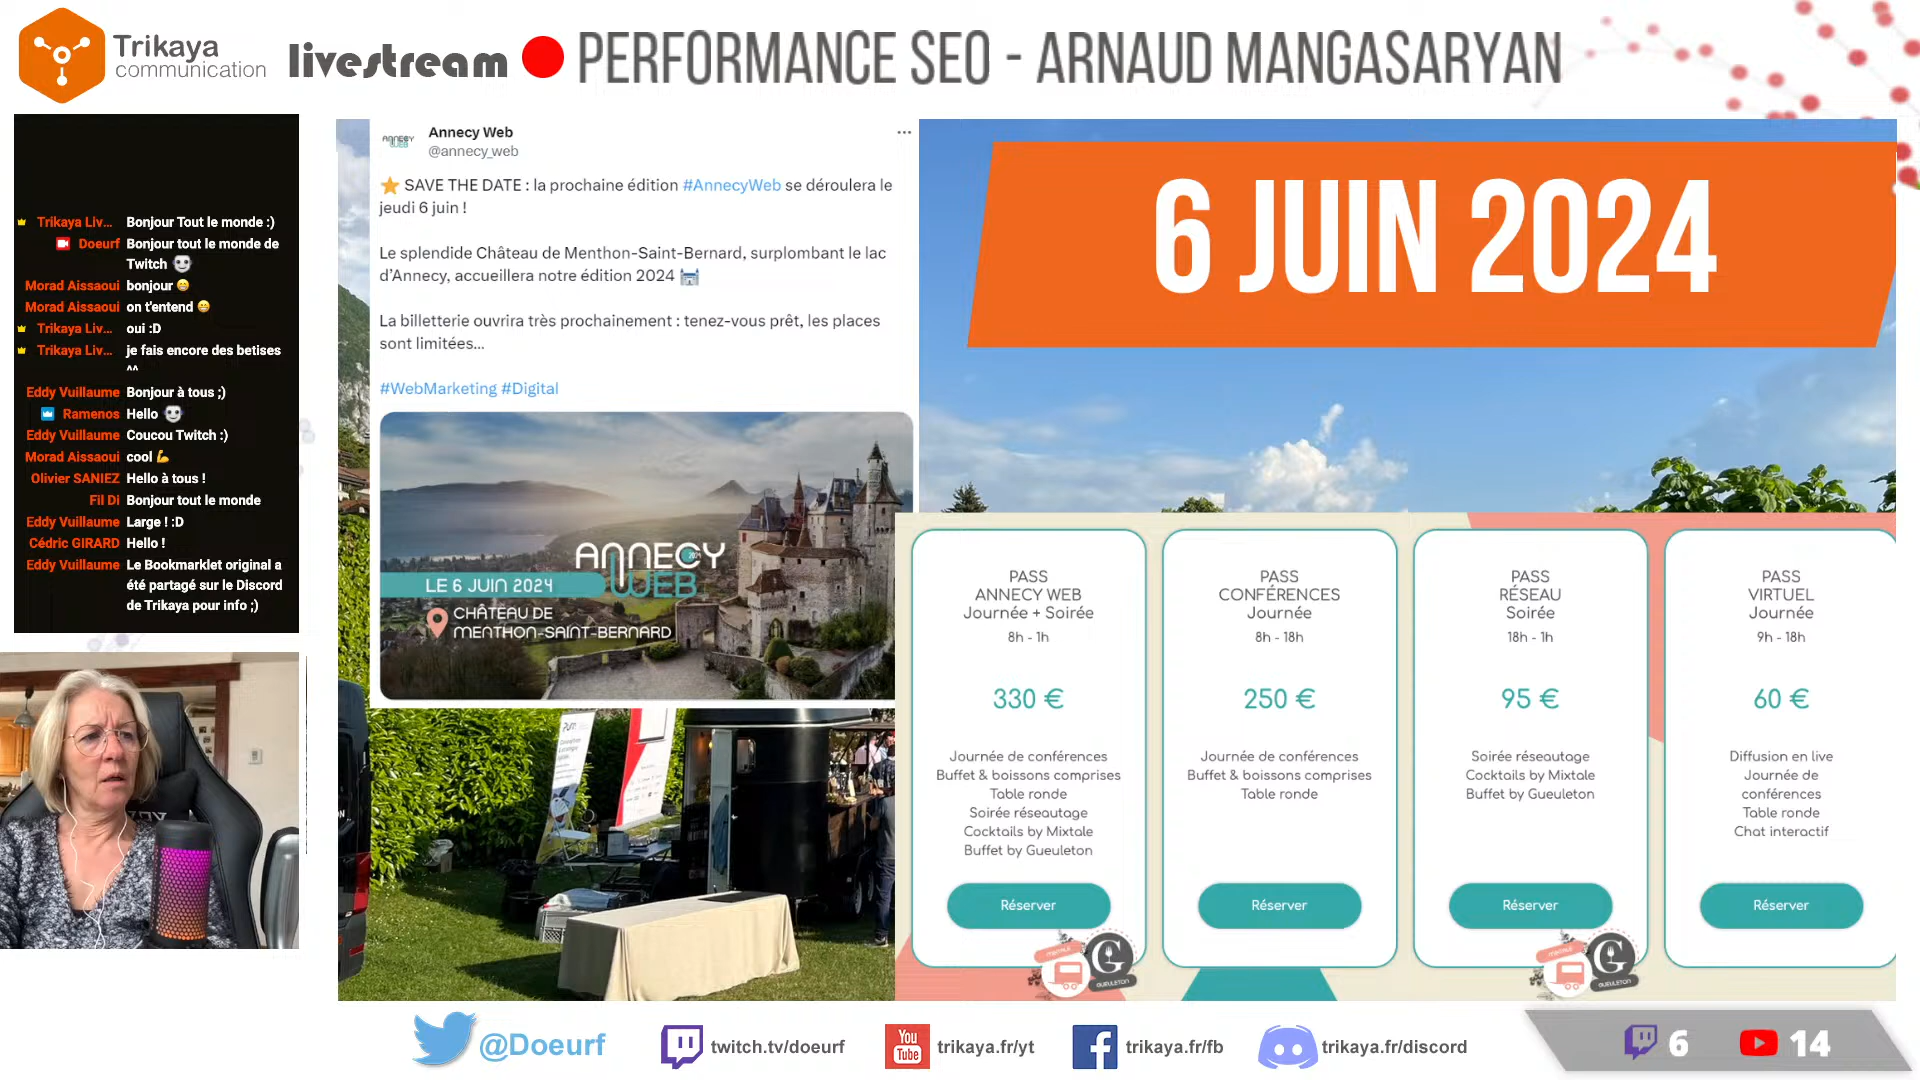 Trikaya
communication
livestream
PERFORMANCE SEO - ARNAUD MANGASARYAN
Trikaya Liv... Bonjour Tout le monde :)
Doeurf Bonjour tout le monde de
Twitch
Morad Aissaoui bonjour
Morad Aissaoui on t'entend
Trikaya Liv... oui :D
Trikaya Liv... je fais encore des betises
^^
Eddy Vuillaume Bonjour à tous ;)
Ramenos Hello
Eddy Vuillaume Coucou Twitch :)
Morad Aissaoui cool
Olivier SANIEZ Hello à tous !
Fil Di Bonjour tout le monde
Eddy Vuillaume Large ! :D
Cédric GIRARD Hello !
Eddy Vuillaume Le Bookmarklet original a
été partagé sur le Discord
de Trikaya pour info ;)
ANNECY
WEB
Annecy Web
@annecy_web
SAVE THE DATE : la prochaine édition #AnnecyWeb se déroulera le
jeudi 6 juin !
Le splendide Château de Menthon-Saint-Bernard, surplombant le lac
d'Annecy, accueillera notre édition 2024
La billetterie ouvrira très prochainement : tenez-vous prêt, les places
sont limitées...
#WebMarketing #Digital
ANNECY
2024
WEB
LE 6 JUIN 2024
CHÂTEAU DE
MENTHON-SAINT-BERNARD
6 JUIN 2024
PASS
ANNECY WEB
Journée + Soirée
8h - 1h
330 €
Journée de conférences
Buffet & boissons comprises
Table ronde
Soirée réseautage
Cocktails by Mixtale
Buffet by Gueuleton
Réserver
PASS
CONFÉRENCES
Journée
8h - 18h
250 €
Journée de conférences
Buffet & boissons comprises
Table ronde
Réserver
PASS
RÉSEAU
Soirée
18h - 1h
95 €
Soirée réseautage
Cocktails by Mixtale
Buffet by Gueuleton
Réserver
PASS
VIRTUEL
Journée
9h - 18h
60 €
Diffusion en live
Journée de
conférences
Table ronde
Chat interactif
Réserver
G
GUEULETON
G
GUEULETON
@Doeurf
twitch.tv/doeurf
You
Tube
trikaya.fr/yt
trikaya.fr/fb
trikaya.fr/discord
6
14